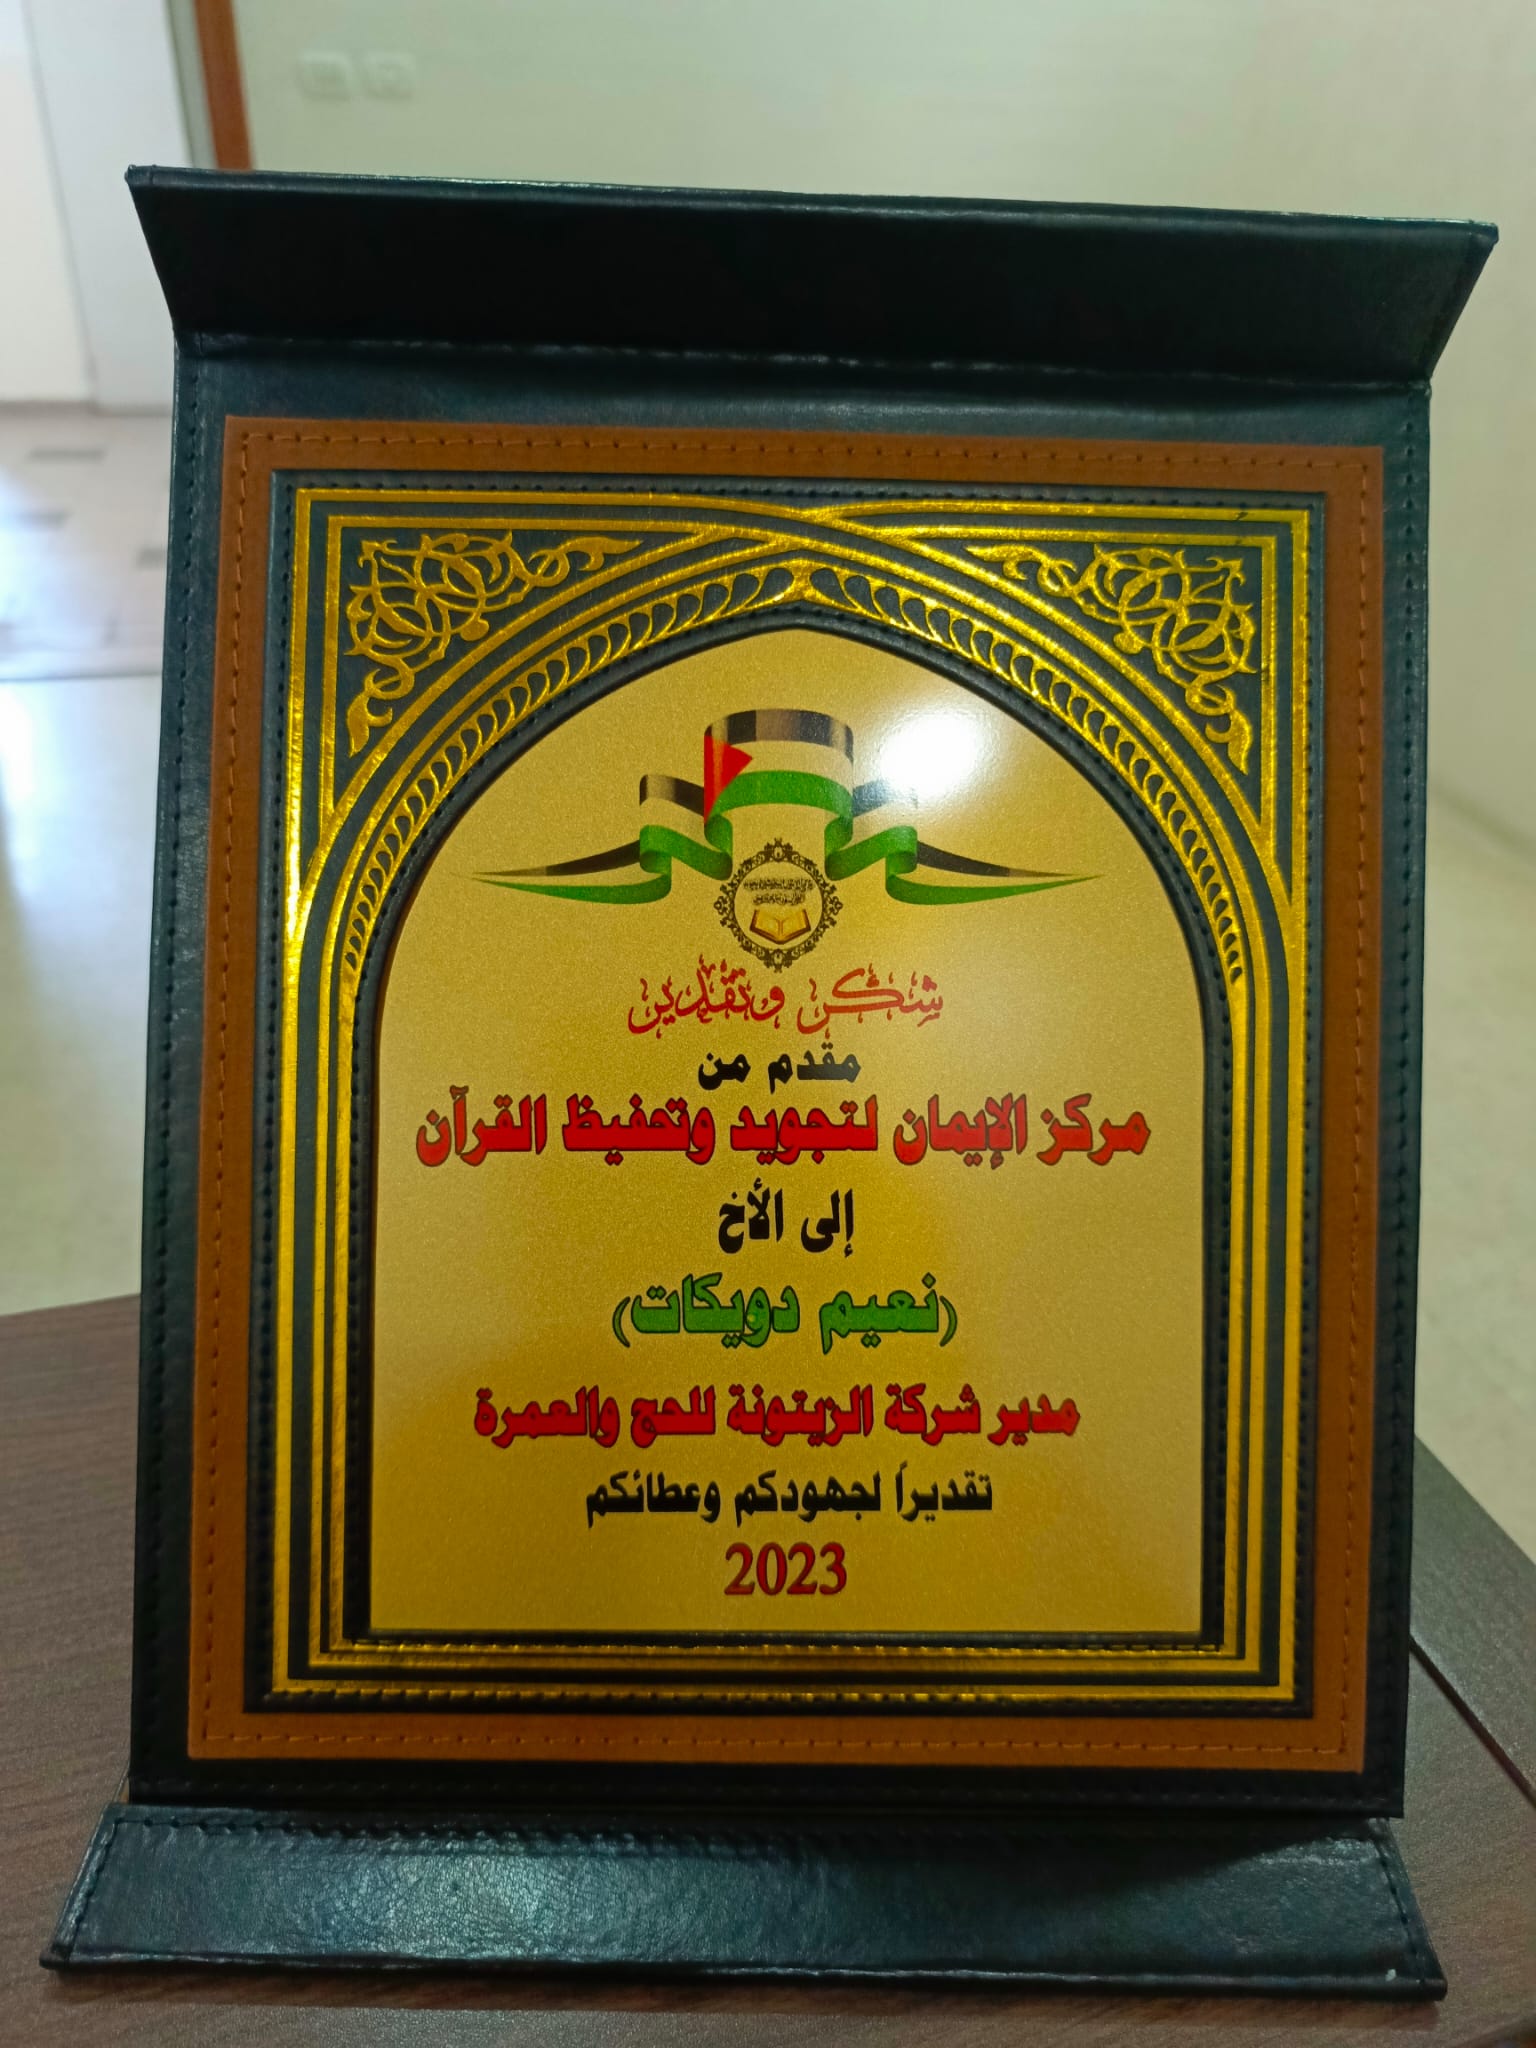 شكر وتقدير
مقدم من
مركز الإيمان لتجويد وتحفيظ القرآن
إلى الأخ
(نعيم دويكات)
مدير شركة الزيتونة للحج والعمرة
تقديراً لجهودكم وعطائكم
2023